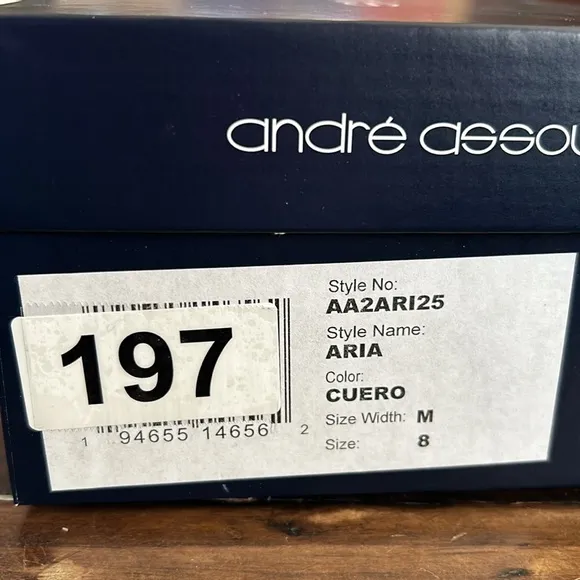 andré assou
Style No:
AA2ARI25
Style Name:
ARIA
Color:
CUERO
Size Width: M
Size: 8
197
1 94655 14656 2